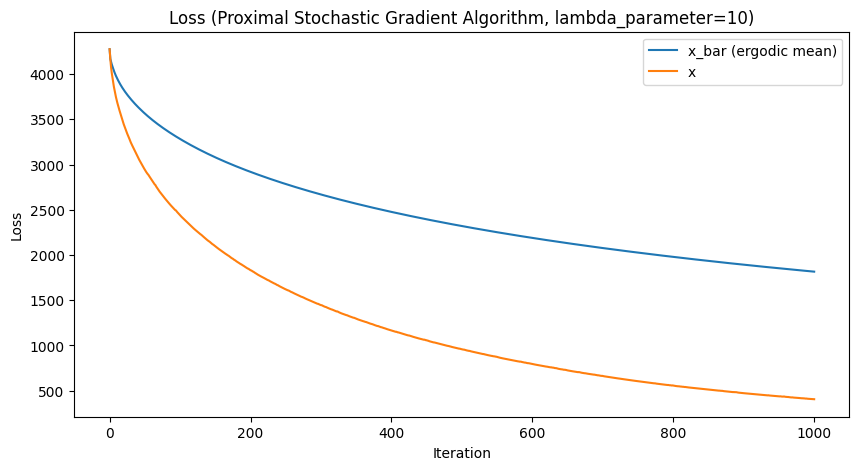 Loss (Proximal Stochastic Gradient Algorithm, lambda_parameter=10)
x_bar (ergodic mean)
x
Loss
4000
3500
3000
2500
2000
1500
1000
500
0 200 400 600 800 1000
Iteration